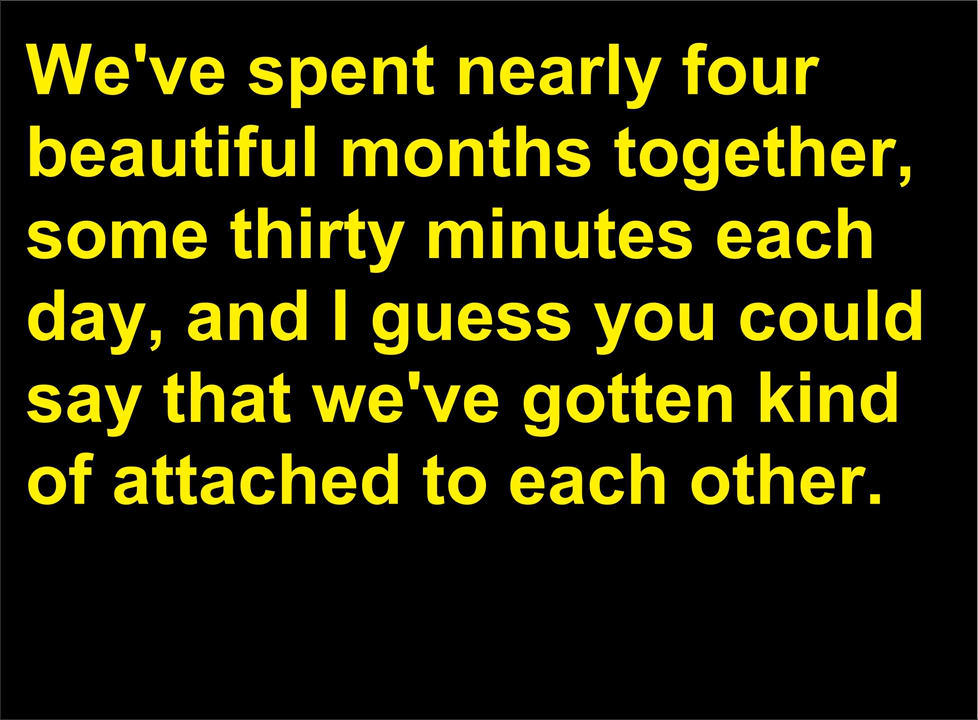 We've spent nearly four
beautiful months together,
some thirty minutes each
day, and I guess you could
say that we've gotten kind
of attached to each other.